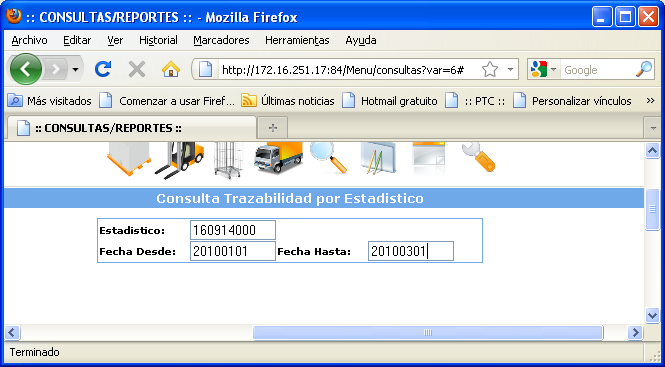 :: CONSULTAS/REPORTES :: - Mozilla Firefox
Archivo Editar Ver Historial Marcadores Herramientas Ayuda
http://172.16.251.17:84/Menu/consultas?var=6# Google
Más visitados Comenzar a usar Firef... Últimas noticias Hotmail gratuito :: PTC :: Personalizar vínculos »
:: CONSULTAS/REPORTES ::
Consulta Trazabilidad por Estadistico
Estadistico: 160914000
Fecha Desde: 20100101 Fecha Hasta: 20100301
Terminado